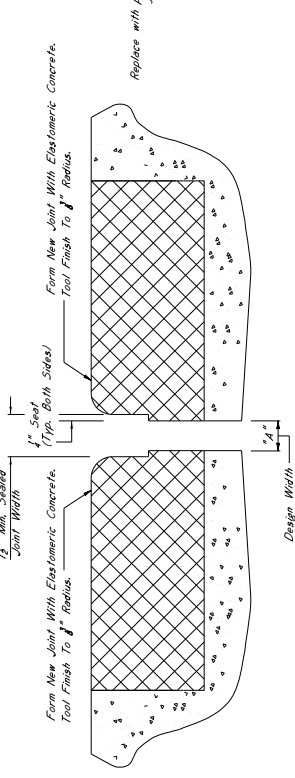 Form New Joint With Elastomeric Concrete.
Tool Finish To ⅜" Radius.
1½" Min. Sealed
Joint Width
¼" Seat
(Typ. Both Sides)
Form New Joint With Elastomeric Concrete.
Tool Finish To ⅜" Radius.
Replace with
"A"
Design Width